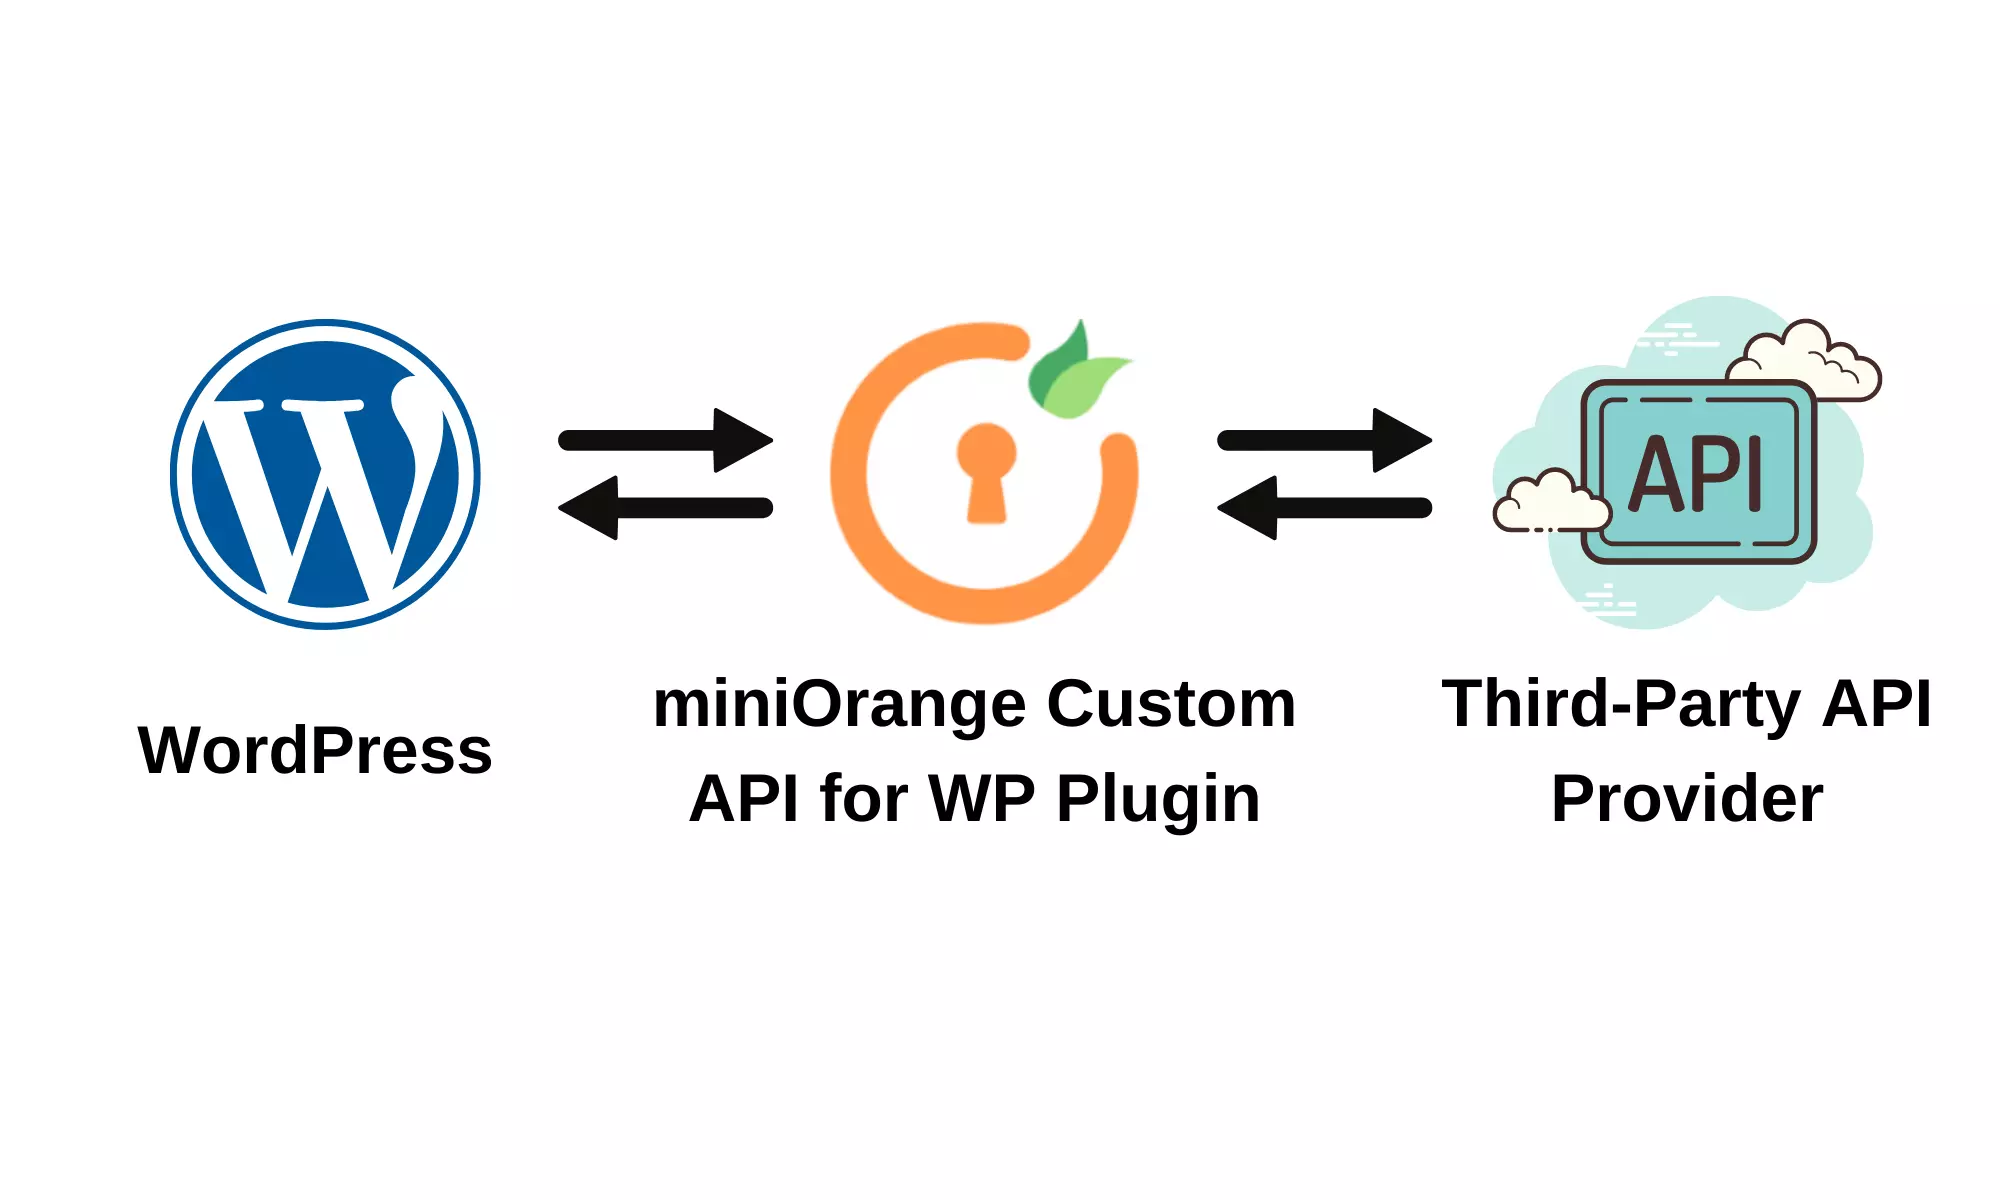 API
WordPress
miniOrange Custom
API for WP Plugin
Third-Party API
Provider